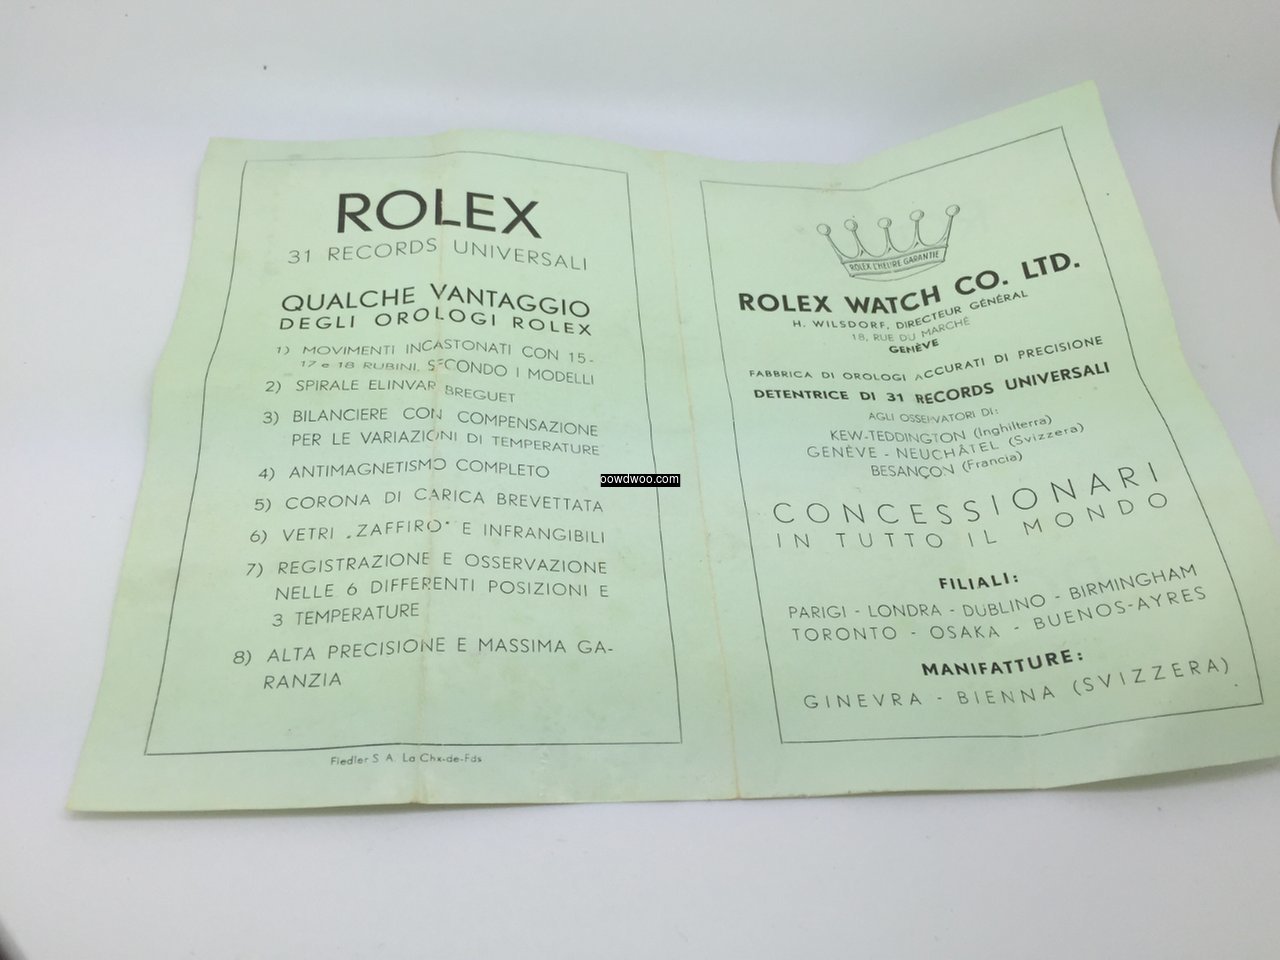 ROLEX
31 RECORDS UNIVERSALI
QUALCHE VANTAGGIO
DEGLI OROLOGI ROLEX
1) MOVIMENTI INCASTONATI CON 15-
17 e 18 RUBINI, SECONDO I MODELLI
2) SPIRALE ELINVAR BREGUET
3) BILANCIERE CON COMPENSAZIONE
PER LE VARIAZIONI DI TEMPERATURE
4) ANTIMAGNETISMO COMPLETO
5) CORONA DI CARICA BREVETTATA
6) VETRI „ZAFFIRO“ E INFRANGIBILI
7) REGISTRAZIONE E OSSERVAZIONE
NELLE 6 DIFFERENTI POSIZIONI E
3 TEMPERATURE
8) ALTA PRECISIONE E MASSIMA GA-
RANZIA
Fiedler S A. La Chx-de-Fds
oowdwoo.com
ROLEX L'HEURE GARANTIE
ROLEX WATCH CO. LTD.
H. WILSDORF, DIRECTEUR GÉNÉRAL
18, RUE DU MARCHÉ
GENÈVE
FABBRICA DI OROLOGI ACCURATI DI PRECISIONE
DETENTRICE DI 31 RECORDS UNIVERSALI
AGLI OSSERVATORI DI:
KEW-TEDDINGTON (Inghilterra)
GENÈVE - NEUCHÂTEL (Svizzera)
BESANÇON (Francia)
CONCESSIONARI
IN TUTTO IL MONDO
FILIALI:
PARIGI - LONDRA - DUBLINO - BIRMINGHAM
TORONTO - OSAKA - BUENOS-AYRES
MANIFATTURE:
GINEVRA - BIENNA (SVIZZERA)